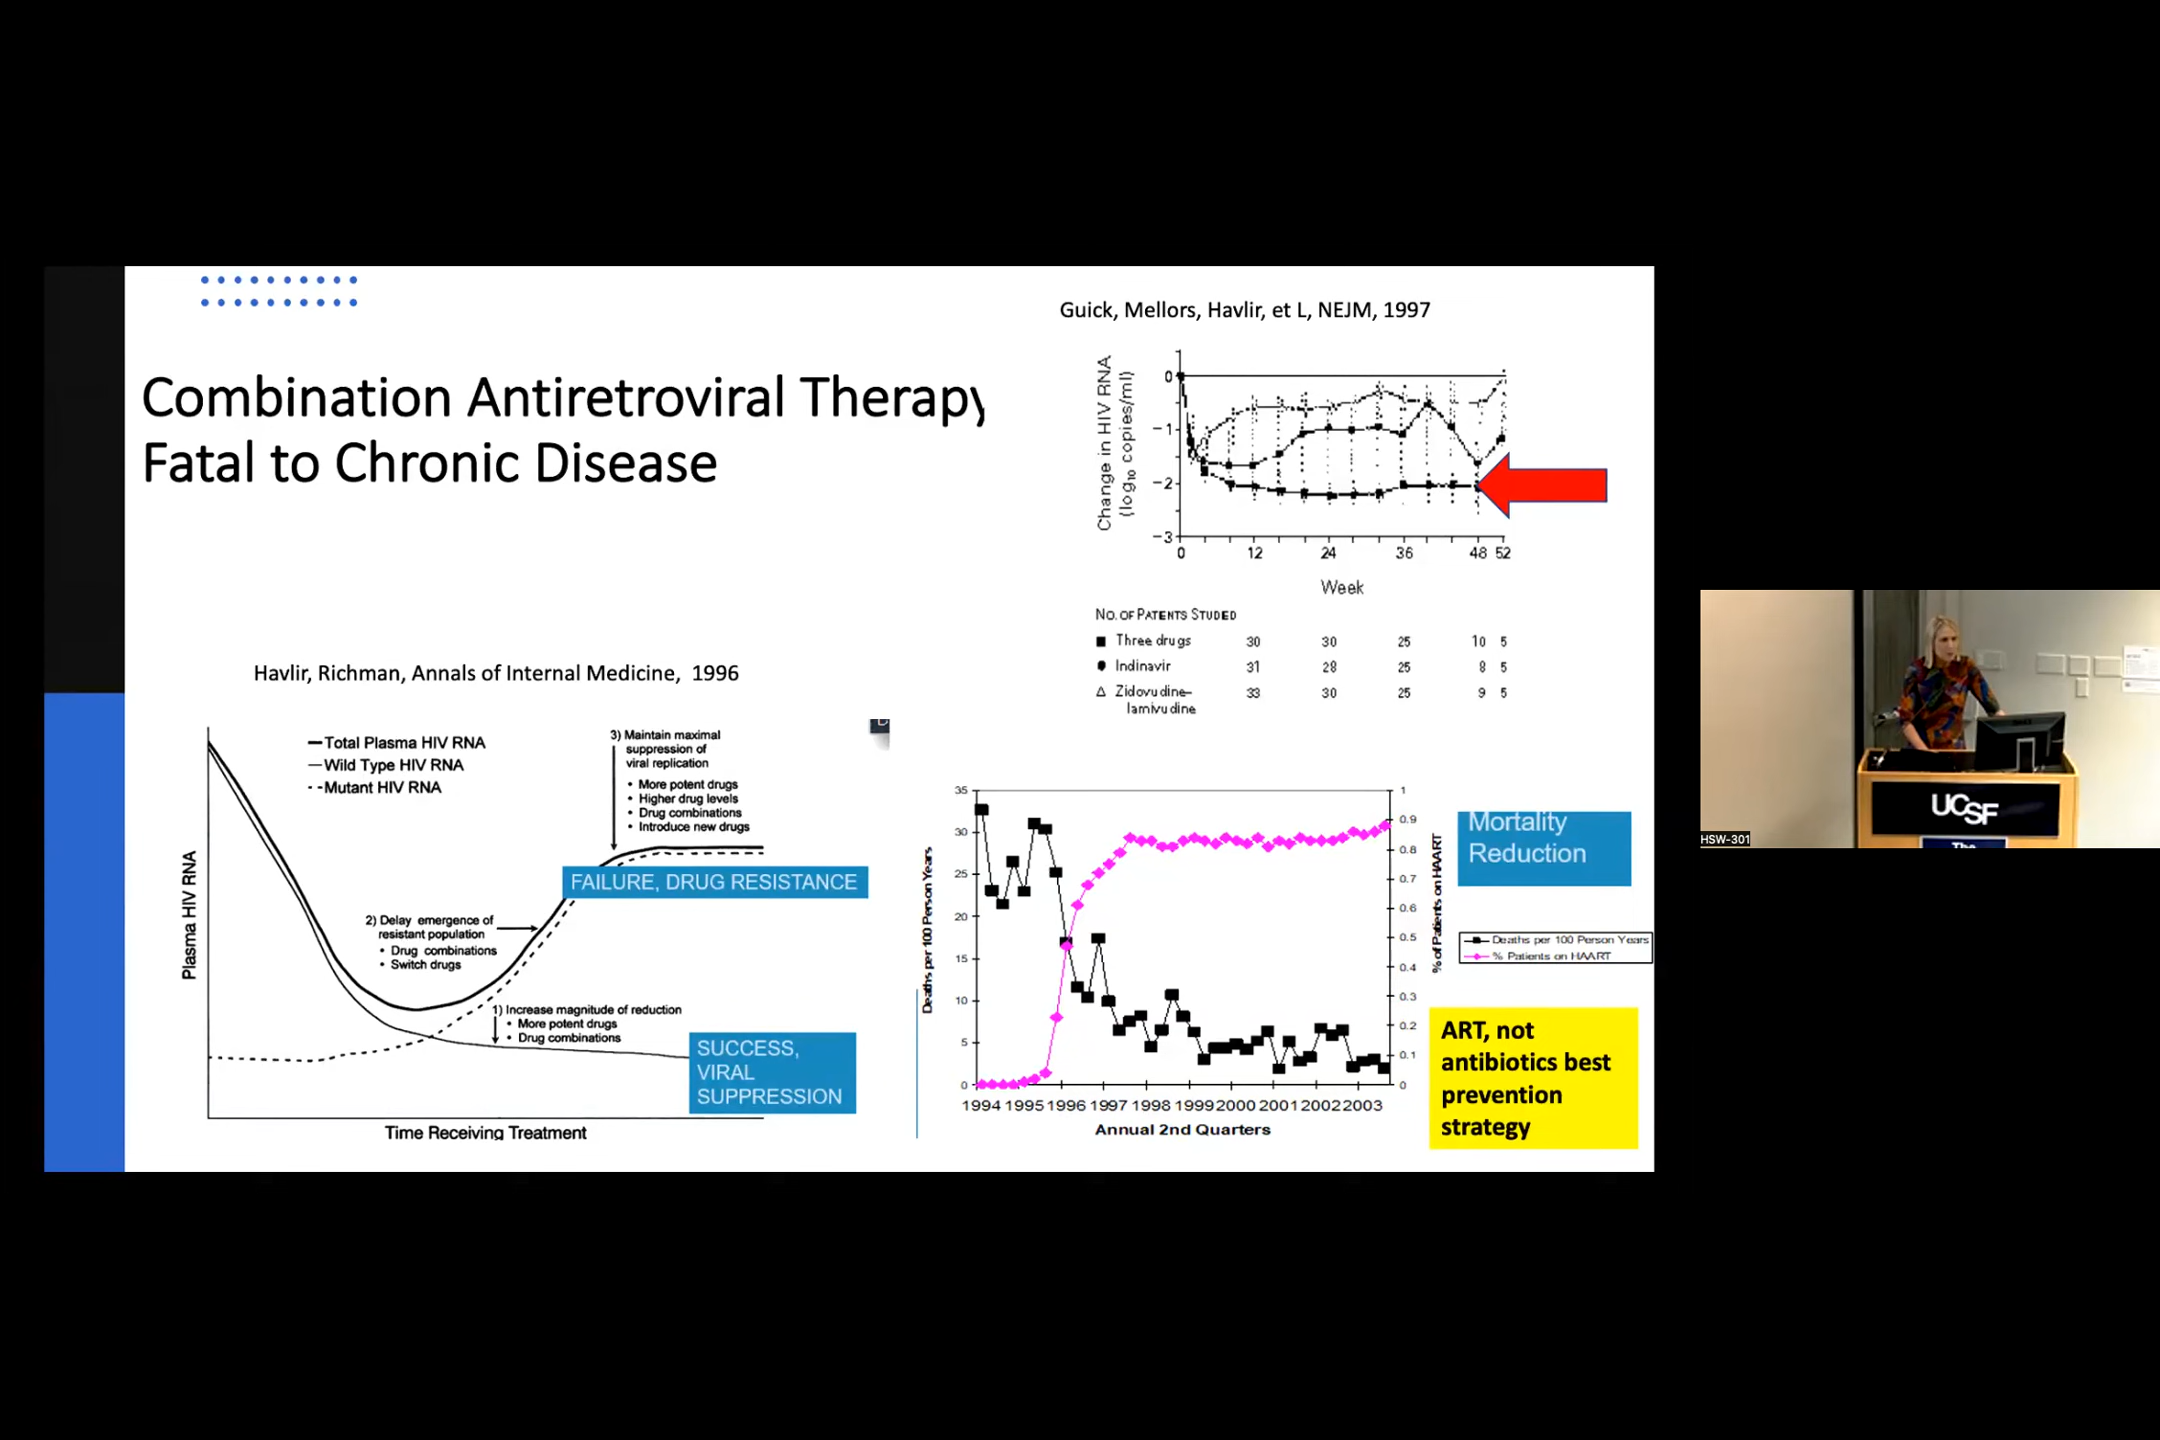 Guick, Mellors, Havlir, et L, NEJM, 1997
Combination Antiretroviral Therapy
Fatal to Chronic Disease
Change in HIV RNA
(log10 copies/ml)
0
−1
−2
−3
0 12 24 36 48 52
Week
NO. OF PATENTS STUDED
Three drugs 30 30 25 10 5
Indinavir 31 28 25 8 5
Zidovudine– 33 30 25 9 5
lamivudine
Havlir, Richman, Annals of Internal Medicine, 1996
Total Plasma HIV RNA
Wild Type HIV RNA
Mutant HIV RNA
3) Maintain maximal
suppression of
viral replication
• More potent drugs
• Higher drug levels
• Drug combinations
• Introduce new drugs
FAILURE, DRUG RESISTANCE
2) Delay emergence of
resistant population
• Drug combinations
• Switch drugs
1) Increase magnitude of reduction
• More potent drugs
• Drug combinations
SUCCESS,
VIRAL
SUPPRESSION
Plasma HIV RNA
Time Receiving Treatment
Deaths per 100 Person Years
35
30
25
20
15
10
5
0
1
0.9
0.8
0.7
0.6
0.5
0.4
0.3
0.2
0.1
0
% of Patients on HAART
1994 1995 1996 1997 1998 1999 2000 2001 2002 2003
Annual 2nd Quarters
Mortality
Reduction
Deaths per 100 Person Years
% Patients on HAART
ART, not
antibiotics best
prevention
strategy
UCSF
The
HSW-301